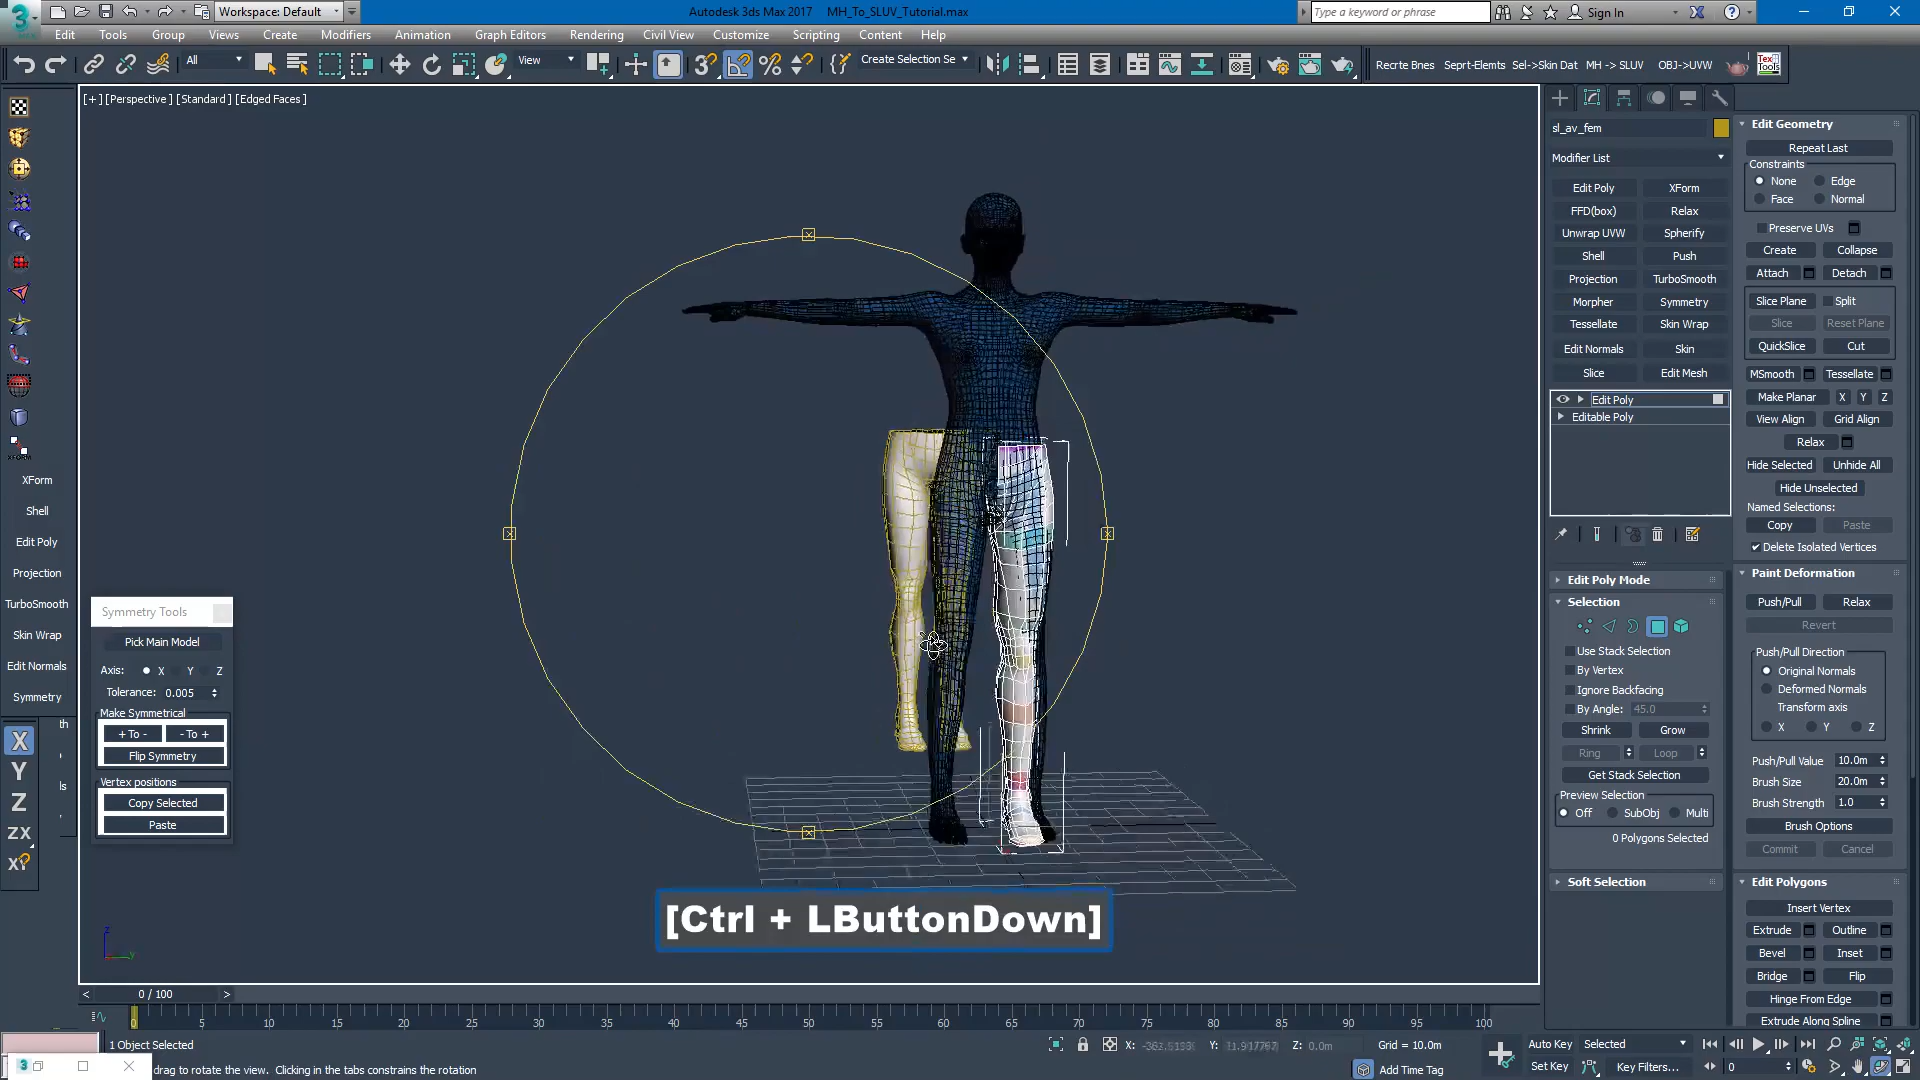 Workspace: Default
Autodesk 3ds Max 2017 MH_To_SLUV_Tutorial.max
Type a keyword or phrase
Sign In
Edit Tools Group Views Create Modifiers Animation Graph Editors Rendering Civil View Customize Scripting Content Help
All
View
Create Selection Se
Recrte Bnes Seprt-Elemts Sel->Skin Dat MH -> SLUV OBJ->UVW
[+] [Perspective] [Standard] [Edged Faces]
XForm
Shell
Edit Poly
Projection
TurboSmooth
Skin Wrap
Edit Normals
Symmetry
X
Y
Z
ZX
XY
Symmetry Tools
Pick Main Model
Axis: X Y Z
Tolerance: 0.005
Make Symmetrical
+ To - - To +
Flip Symmetry
Vertex positions
Copy Selected
Paste
[Ctrl + LButtonDown]
sl_av_fem
Modifier List
Edit Poly XForm
FFD(box) Relax
Unwrap UVW Spherify
Shell Push
Projection TurboSmooth
Morpher Symmetry
Tessellate Skin Wrap
Edit Normals Skin
Slice Edit Mesh
Edit Poly
Editable Poly
Edit Poly Mode
Selection
Use Stack Selection
By Vertex
Ignore Backfacing
By Angle: 45.0
Shrink Grow
Ring Loop
Get Stack Selection
Preview Selection
Off SubObj Multi
0 Polygons Selected
Soft Selection
Edit Geometry
Repeat Last
Constraints
None Edge
Face Normal
Preserve UVs
Create Collapse
Attach Detach
Slice Plane Split
Slice Reset Plane
QuickSlice Cut
MSmooth Tessellate
Make Planar X Y Z
View Align Grid Align
Relax
Hide Selected Unhide All
Hide Unselected
Named Selections:
Copy Paste
Delete Isolated Vertices
Paint Deformation
Push/Pull Relax
Revert
Push/Pull Direction
Original Normals
Deformed Normals
Transform axis
X Y Z
Push/Pull Value 10.0m
Brush Size 20.0m
Brush Strength 1.0
Brush Options
Commit Cancel
Edit Polygons
Insert Vertex
Extrude Outline
Bevel Inset
Bridge Flip
Hinge From Edge
Extrude Along Spline
< 0 / 100 >
0 5 10 15 20 25 30 35 40 45 50 55 60 65 70 75 80 85 90 95 100
1 Object Selected
X: Y: Z: 0.0m
Grid = 10.0m
Auto Key Selected
drag to rotate the view. Clicking in the tabs constrains the rotation
Add Time Tag
Set Key Key Filters...
0